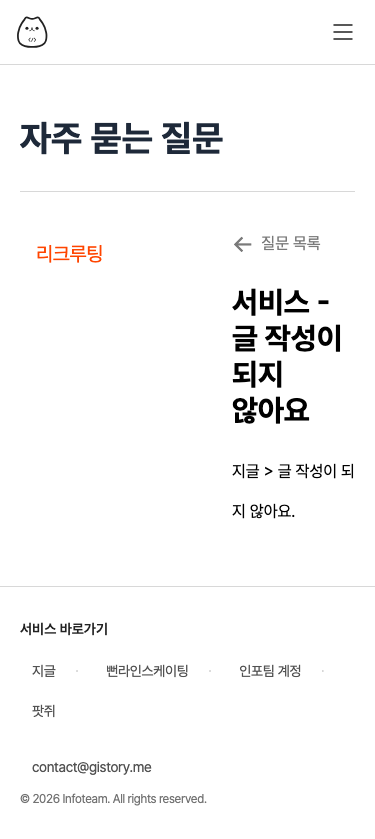 자주 묻는 질문
리크루팅
← 질문 목록
서비스 -
글 작성이
되지
않아요
지글 > 글 작성이 되
지 않아요.
서비스 바로가기
지글 · 뻔라인스케이팅 · 인포팀 계정 ·
팟쥐
contact@gistory.me
© 2026 Infoteam. All rights reserved.